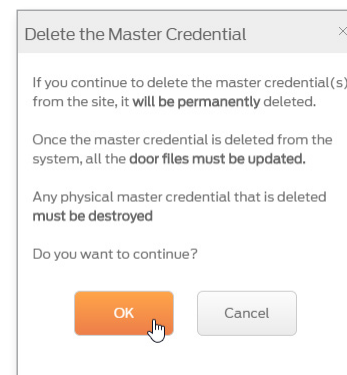 Delete the Master Credential
If you continue to delete the master credential(s)
from the site, it will be permanently deleted.
Once the master credential is deleted from the
system, all the door files must be updated.
Any physical master credential that is deleted
must be destroyed
Do you want to continue?
OK
Cancel